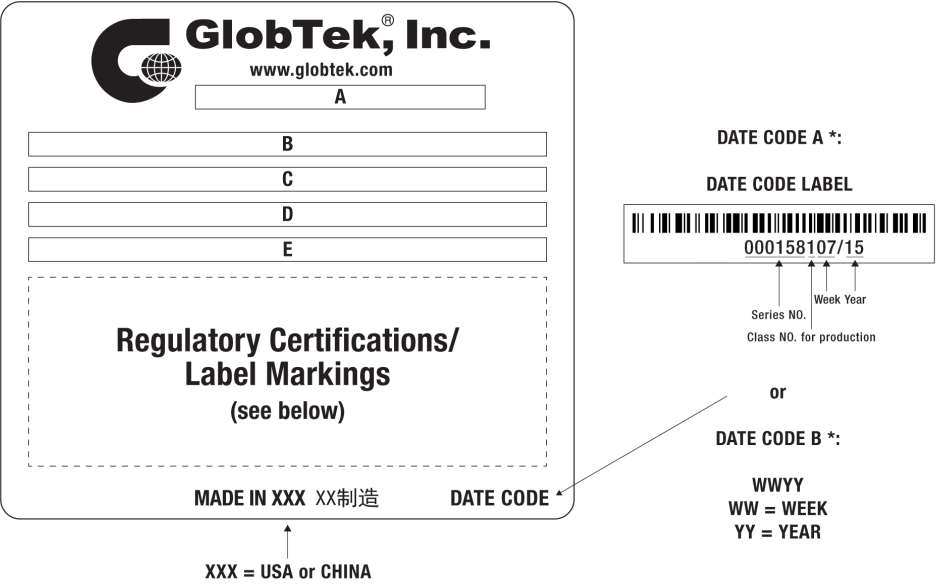 GlobTek, Inc.®
www.globtek.com
A
B
C
D
E
Regulatory Certifications/
Label Markings
(see below)
MADE IN XXX XX制造
DATE CODE
XXX = USA or CHINA
DATE CODE A *:
DATE CODE LABEL
000158107/15
Week Year
Series NO.
Class NO. for production
or
DATE CODE B *:
WWYY
WW = WEEK
YY = YEAR